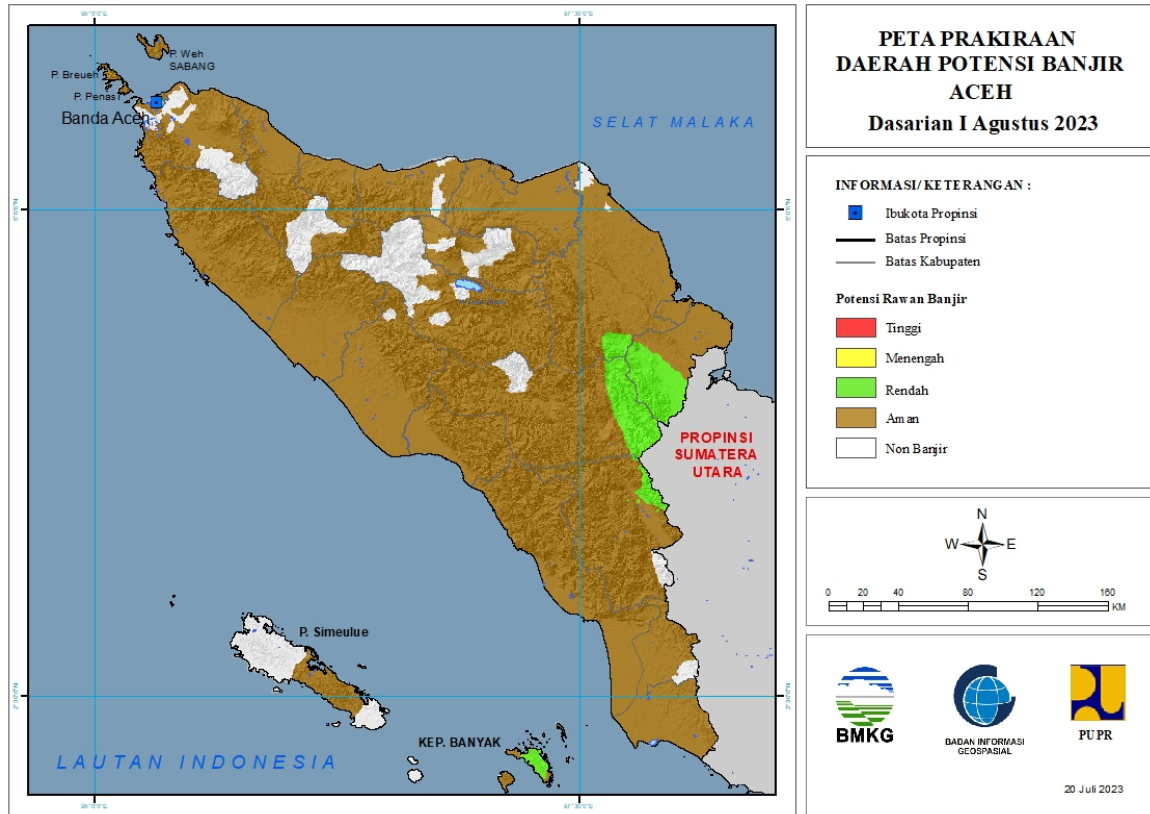 PETA PRAKIRAAN
DAERAH POTENSI BANJIR
ACEH
Dasarian I Agustus 2023
INFORMASI/ KETERANGAN :
Ibukota Propinsi
Batas Propinsi
Batas Kabupaten
Potensi Rawan Banjir
Tinggi
Menengah
Rendah
Aman
Non Banjir
N
W E
S
0 20 40 80 120 160
KM
BMKG
BADAN INFORMASI
GEOSPASIAL
PUPR
20 Juli 2023
P. Weh
SABANG
P. Breueh
P. Penasi
Banda Aceh
SELAT MALAKA
PROPINSI
SUMATERA
UTARA
P. Simeulue
KEP. BANYAK
LAUTAN INDONESIA